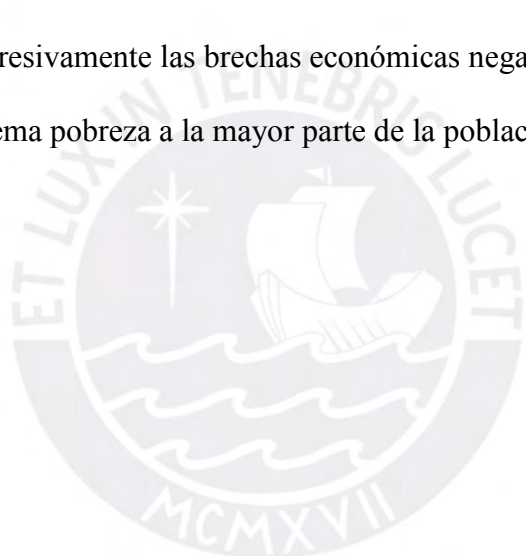 resivamente las brechas económicas nega
ema pobreza a la mayor parte de la poblac
ET LUX IN TENEBRIS LUCET
MCMXVII